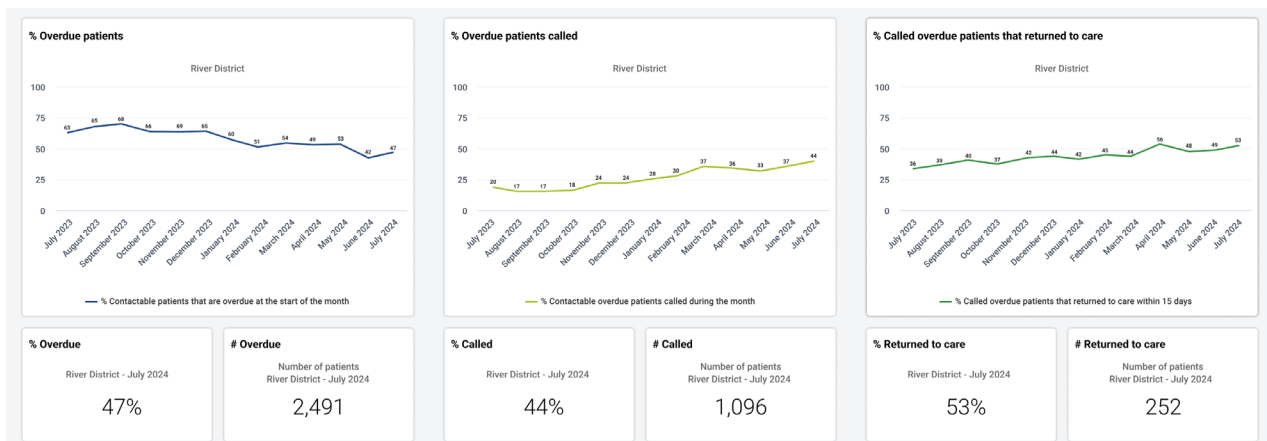 % Overdue patients
River District
100
75
50
25
0
63
65
68
66
69
65
60
51
54
49
53
42
47
July 2023
August 2023
September 2023
October 2023
November 2023
December 2023
January 2024
February 2024
March 2024
April 2024
May 2024
June 2024
July 2024
% Contactable patients that are overdue at the start of the month
% Overdue patients called
River District
100
75
50
25
0
20
17
17
18
24
24
28
30
37
36
33
37
44
July 2023
August 2023
September 2023
October 2023
November 2023
December 2023
January 2024
February 2024
March 2024
April 2024
May 2024
June 2024
July 2024
% Contactable overdue patients called during the month
% Called overdue patients that returned to care
River District
100
75
50
25
0
36
39
40
37
42
44
42
45
44
56
48
49
53
July 2023
August 2023
September 2023
October 2023
November 2023
December 2023
January 2024
February 2024
March 2024
April 2024
May 2024
June 2024
July 2024
% Called overdue patients that returned to care within 15 days
% Overdue
River District - July 2024
47%
# Overdue
Number of patients
River District - July 2024
2,491
% Called
River District - July 2024
44%
# Called
Number of patients
River District - July 2024
1,096
% Returned to care
River District - July 2024
53%
# Returned to care
Number of patients
River District - July 2024
252